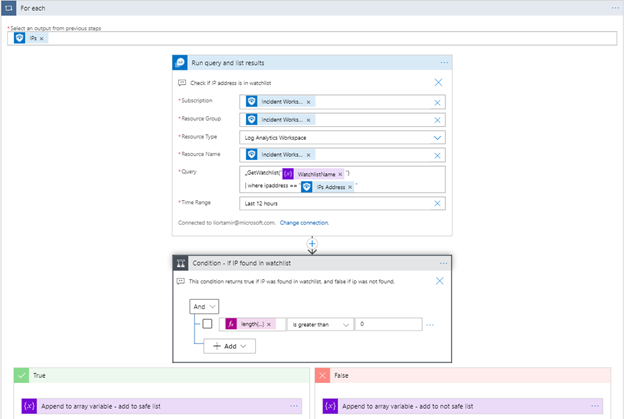 For each
* Select an output from previous steps
IPs ×
Run query and list results
Check if IP address is in watchlist
* Subscription
Incident Works... ×
* Resource Group
Incident Works... ×
* Resource Type
Log Analytics Workspace
* Resource Name
Incident Works... ×
* Query
_GetWatchlist(' WatchlistName × ')
| where ipaddress == ' IPs Address × '
* Time Range
Last 12 hours
Connected to liortamir@microsoft.com. Change connection.
Condition - if IP found in watchlist
This condition returns true if IP was found in watchlist, and false if ip was not found.
And
length(...) × is greater than 0
Add
True
False
Append to array variable - add to safe list
Append to array variable - add to not safe list